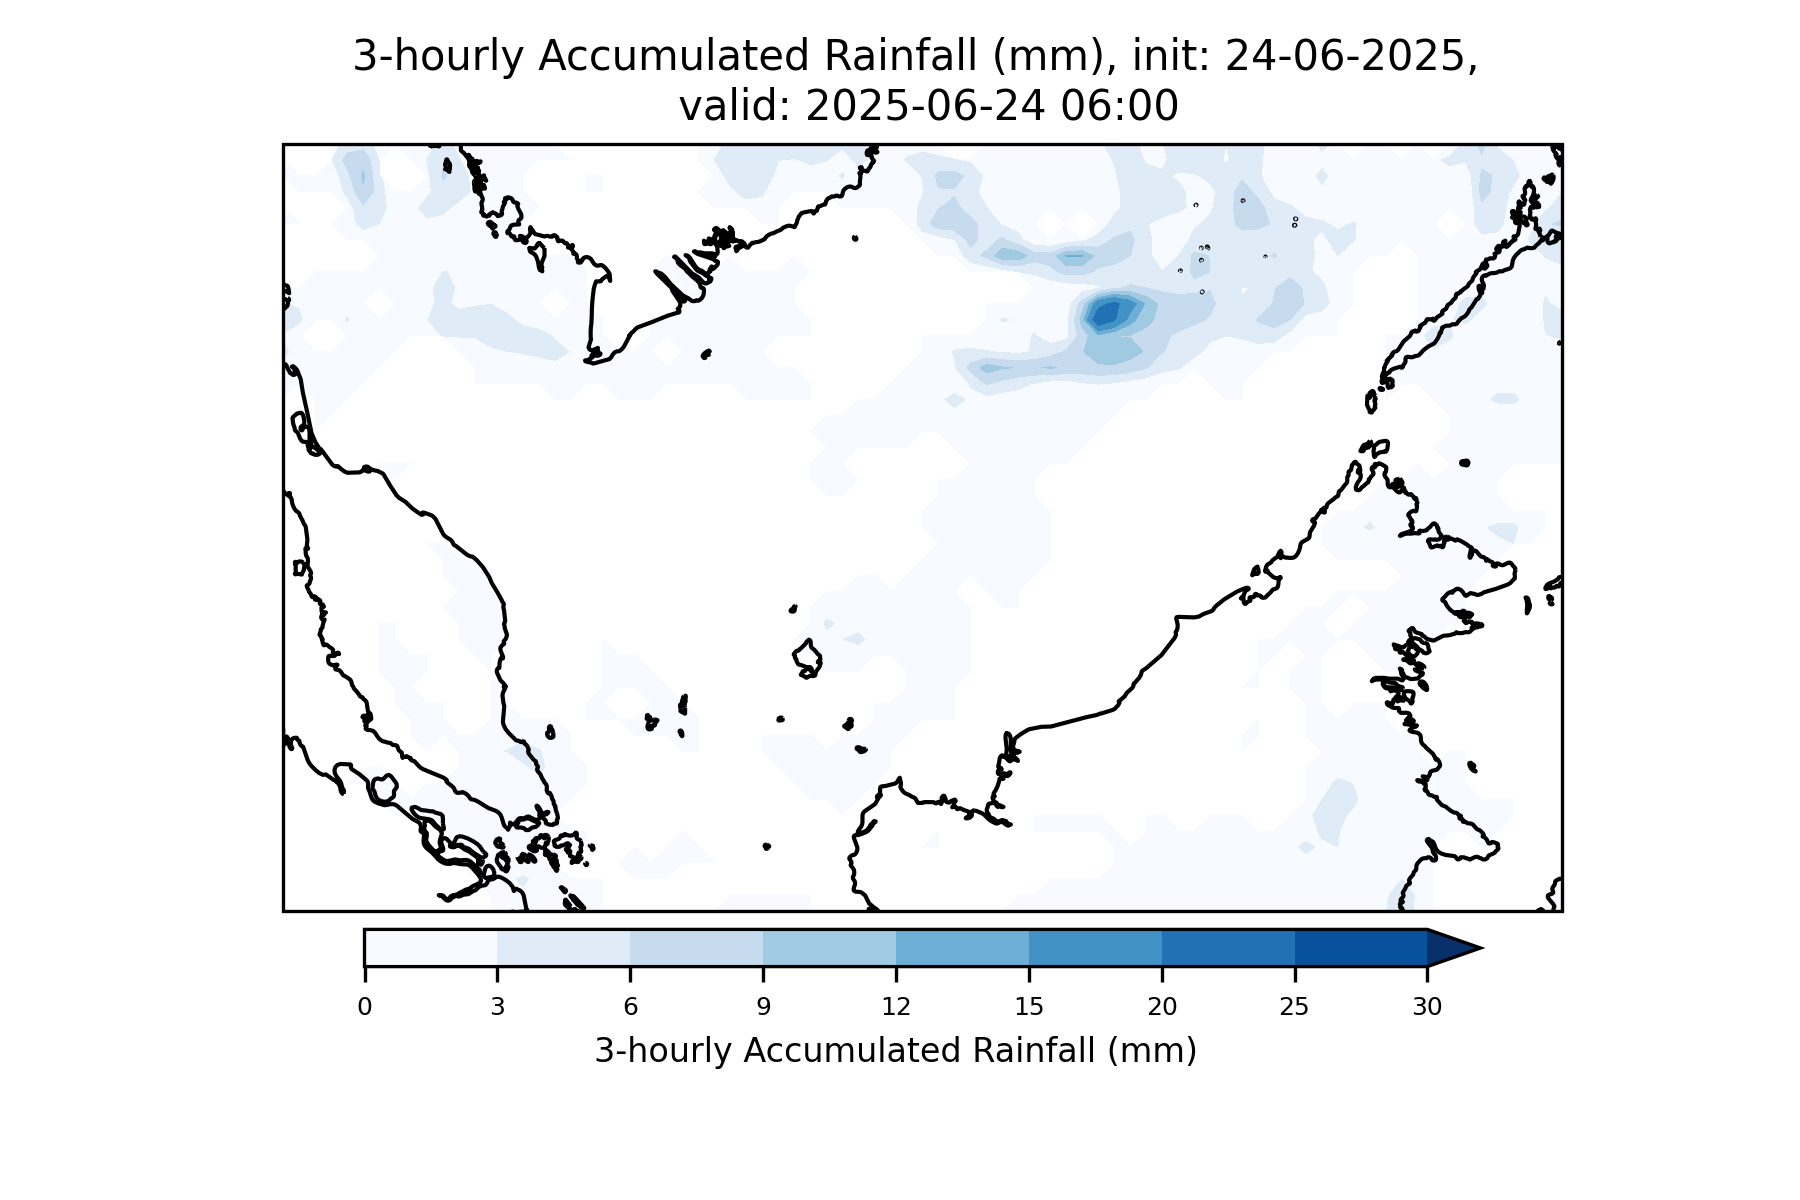 3-hourly Accumulated Rainfall (mm), init: 24-06-2025,
valid: 2025-06-24 06:00
0 3 6 9 12 15 20 25 30
3-hourly Accumulated Rainfall (mm)